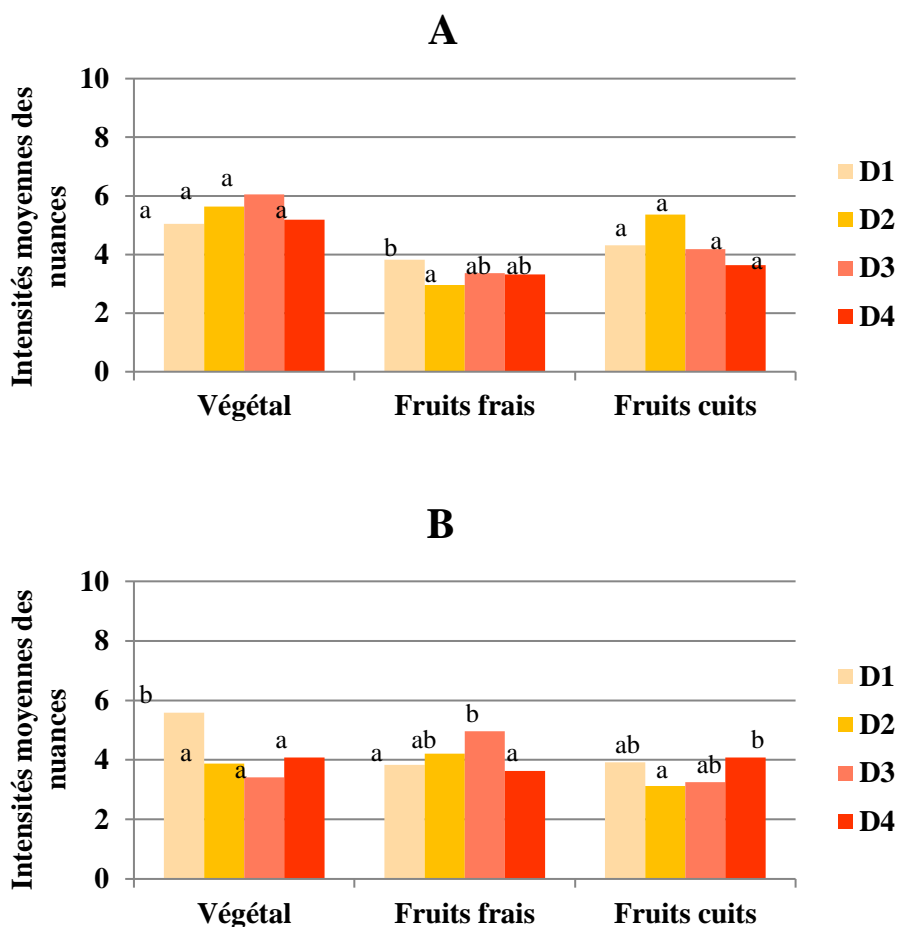 A
Intensités moyennes des
nuances
10
8
6
4
2
0
a a a a
b a ab ab
a a a a
Végétal Fruits frais Fruits cuits
D1
D2
D3
D4
B
Intensités moyennes des
nuances
10
8
6
4
2
0
b a a a
a ab b a
ab a ab b
Végétal Fruits frais Fruits cuits
D1
D2
D3
D4